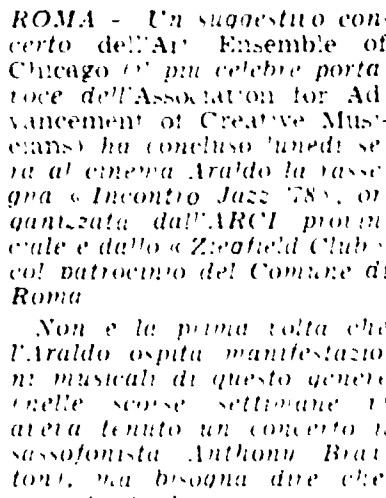 ROMA - Un suggestivo con-
certo dell'Art Ensemble of
Chicago (il più celebre porta-
voce dell'Association for Ad-
vancement of Creative Musi-
cians) ha concluso lunedì se-
ra al cinema Araldo la rasse-
gna « Incontro Jazz '78 », or-
ganizzata dall'ARCI provin-
ciale e dallo « Ziegfield Club »
col patrocinio del Comune di
Roma
Non è la prima volta che
l'Araldo ospita manifestazio-
ni musicali di questo genere
(nelle scorse settimane vi
aveva tenuto un concerto il
sassofonista Anthony Brax-
ton), ma bisogna dire che